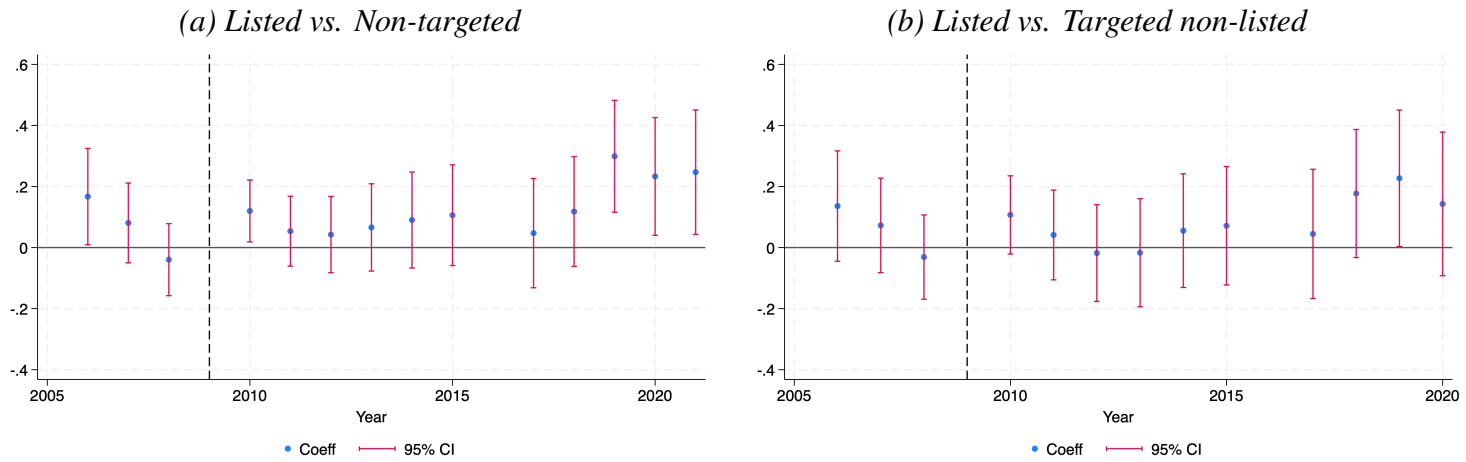 (a) Listed vs. Non-targeted
.6
.4
.2
0
-.2
-.4
2005 2010 2015 2020
Year
Coeff 95% CI
(b) Listed vs. Targeted non-listed
.6
.4
.2
0
-.2
-.4
2005 2010 2015 2020
Year
Coeff 95% CI